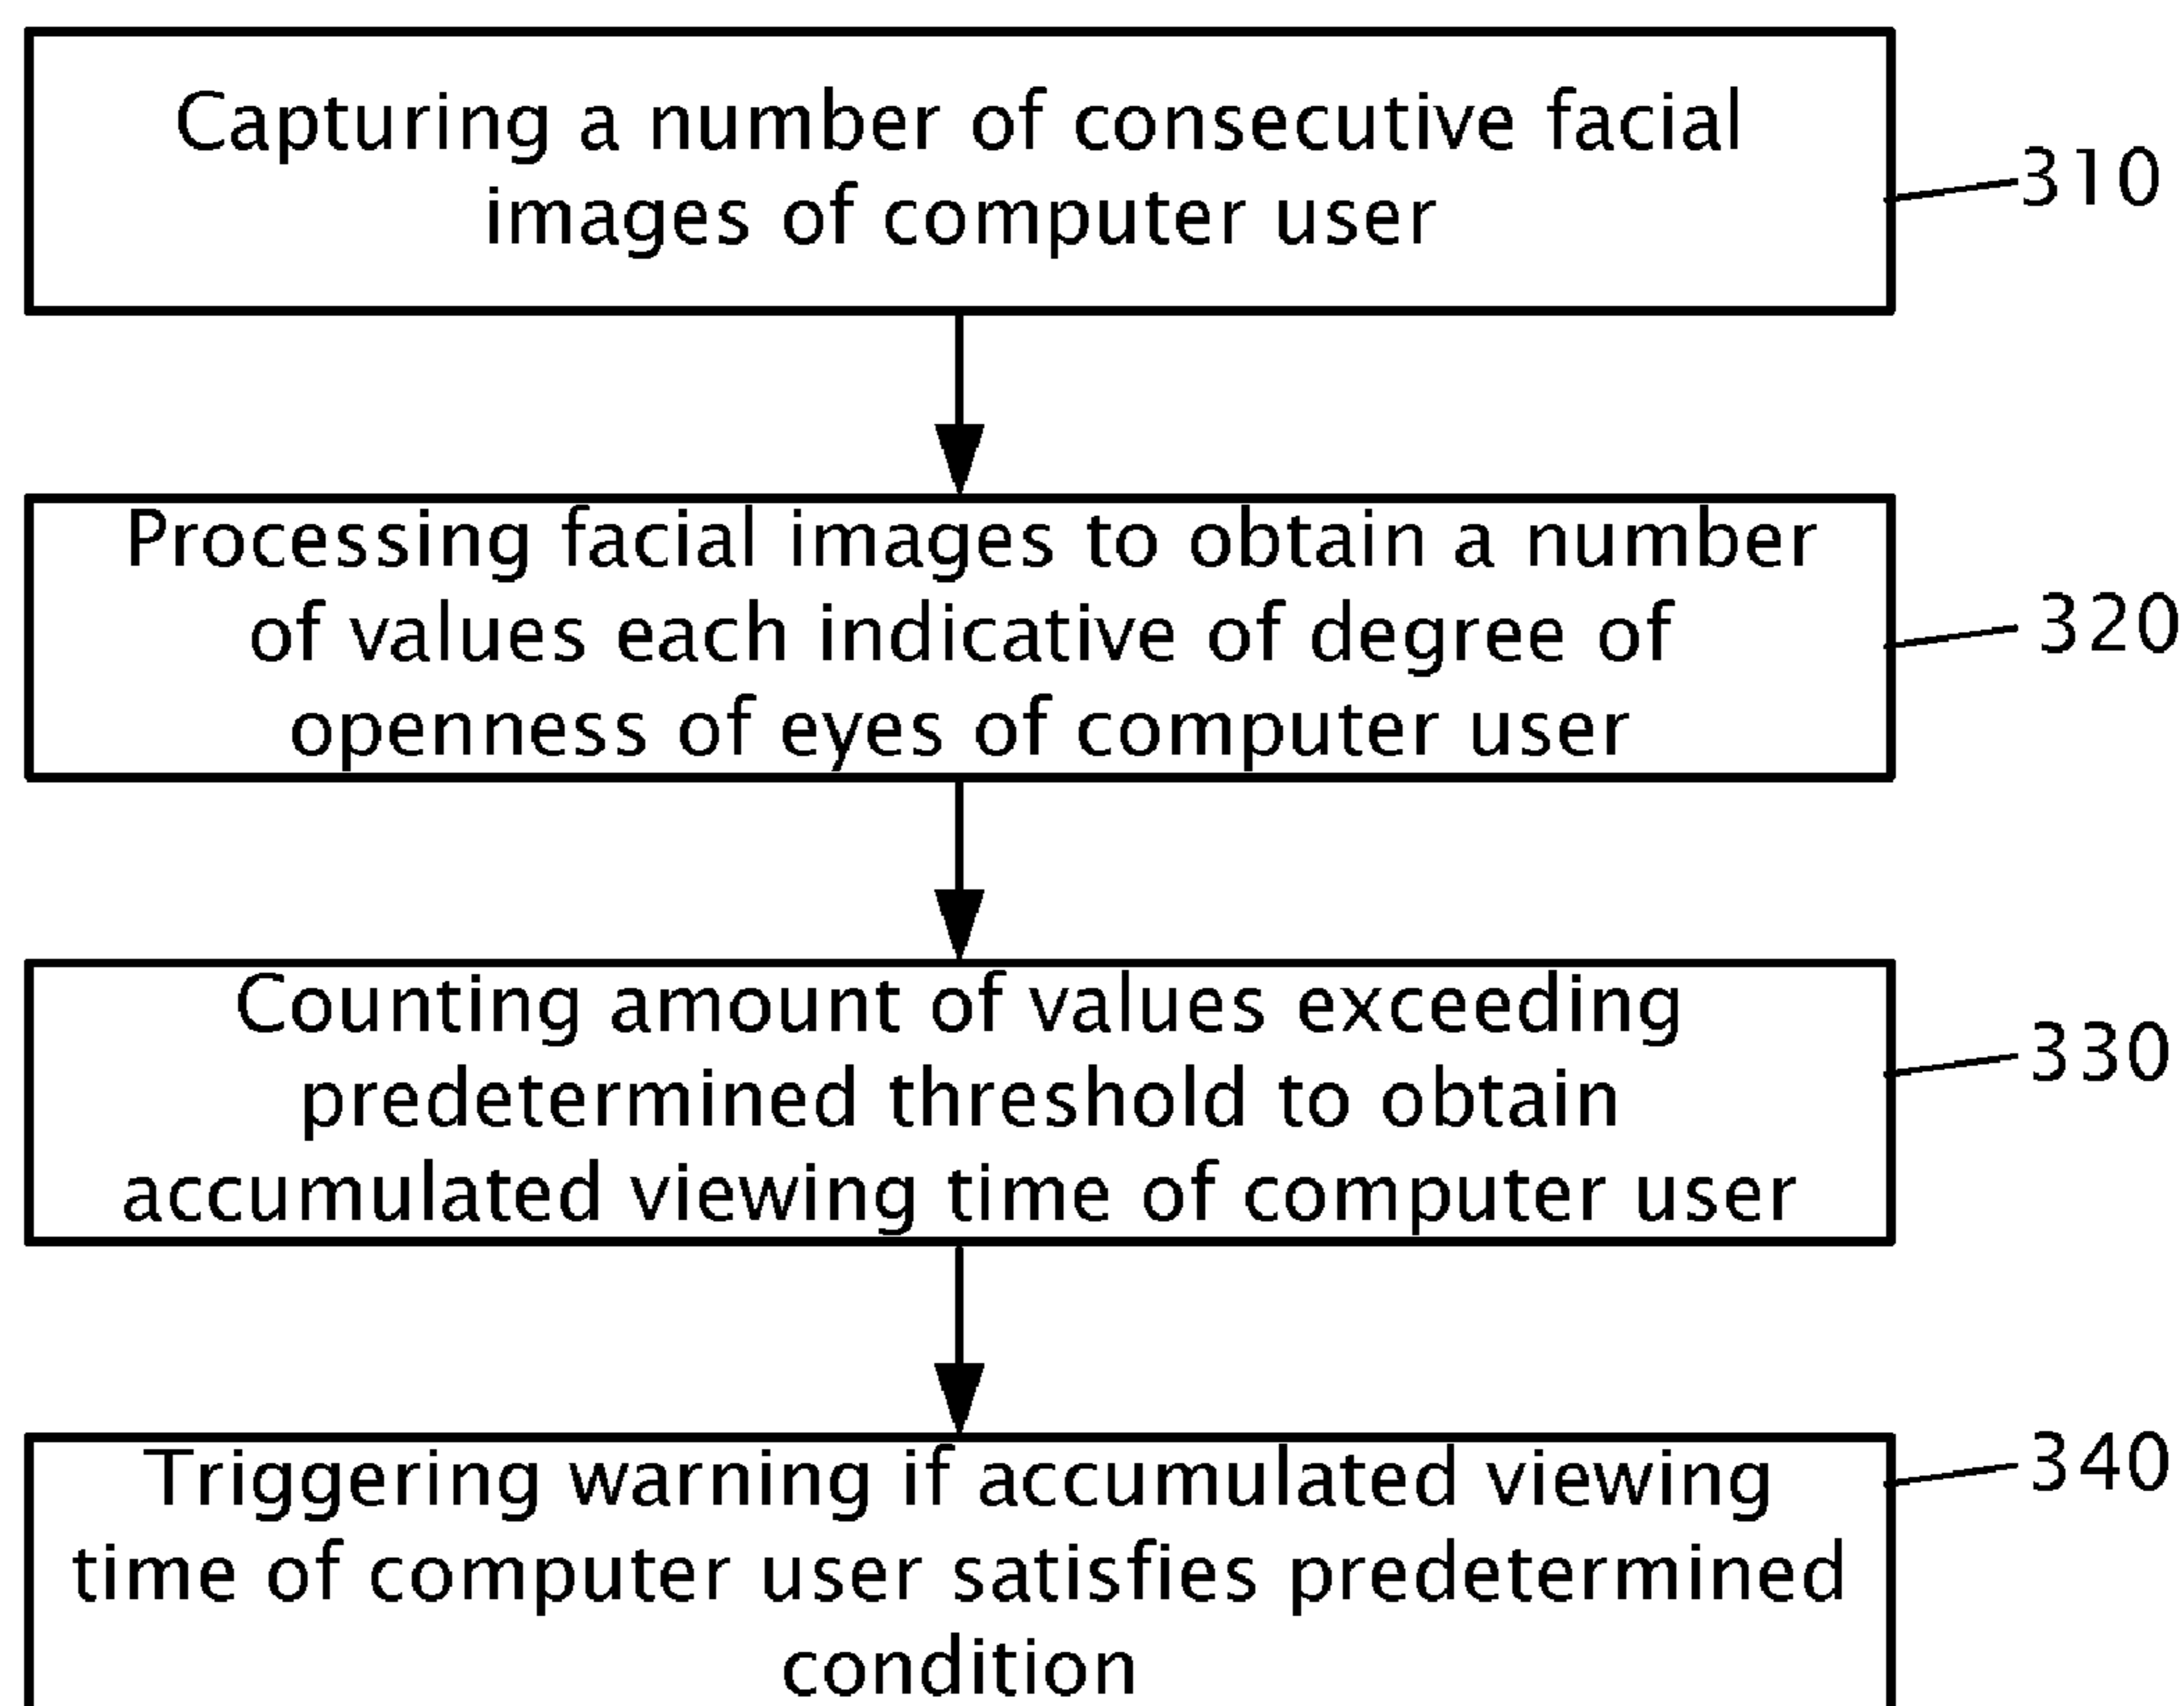 Capturing a number of consecutive facial
images of computer user
310
Processing facial images to obtain a number
of values each indicative of degree of
openness of eyes of computer user
320
Counting amount of values exceeding
predetermined threshold to obtain
accumulated viewing time of computer user
330
Triggering warning if accumulated viewing
time of computer user satisfies predetermined
condition
340